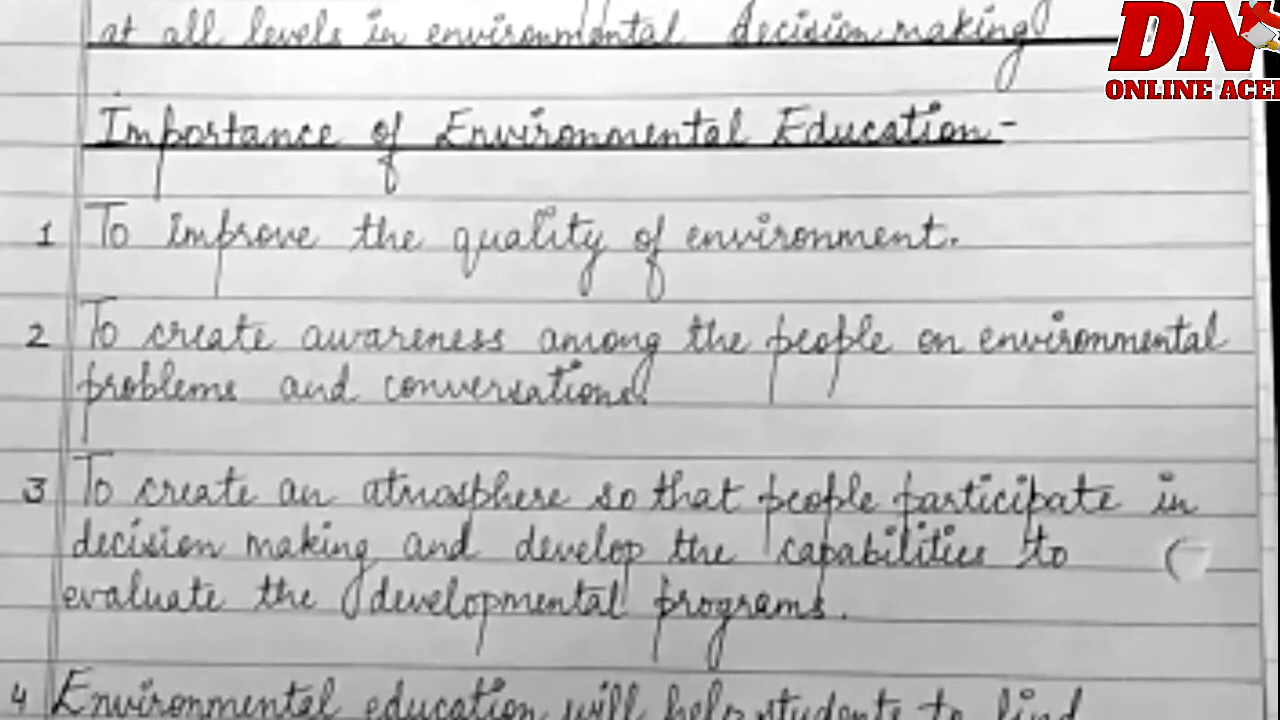 at all levels in environmental decision making
DN
ONLINE ACE
Importance of Environmental Education:-
1 To improve the quality of environment.
2 To create awareness among the people on environmental
problems and conversations.
3 To create an atmosphere so that people participate in
decision making and develop the capabilities to
evaluate the developmental programs.
4 Environmental education will help students to find